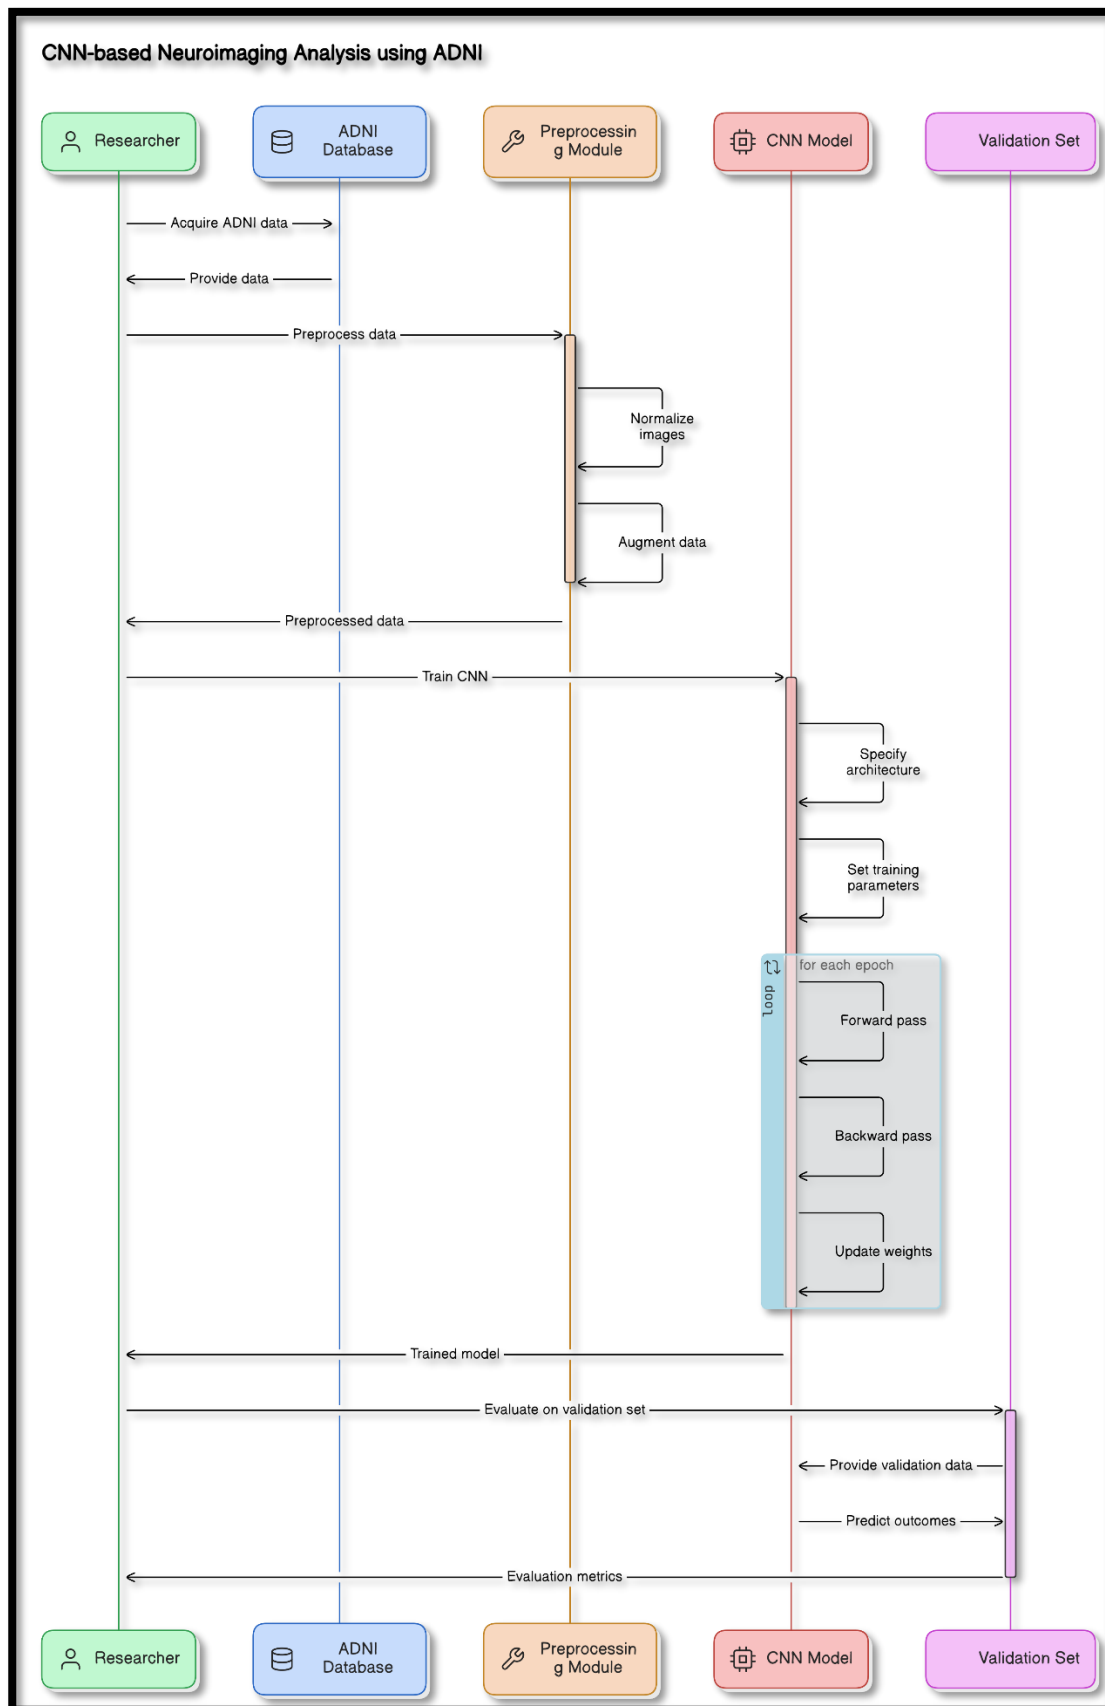 CNN-based Neuroimaging Analysis using ADNI
Researcher
ADNI
Database
Preprocessin
g Module
CNN Model
Validation Set
Acquire ADNI data
Provide data
Preprocess data
Normalize
images
Augment data
Preprocessed data
Train CNN
Specify
architecture
Set training
parameters
loop
for each epoch
Forward pass
Backward pass
Update weights
Trained model
Evaluate on validation set
Provide validation data
Predict outcomes
Evaluation metrics
Researcher
ADNI
Database
Preprocessin
g Module
CNN Model
Validation Set